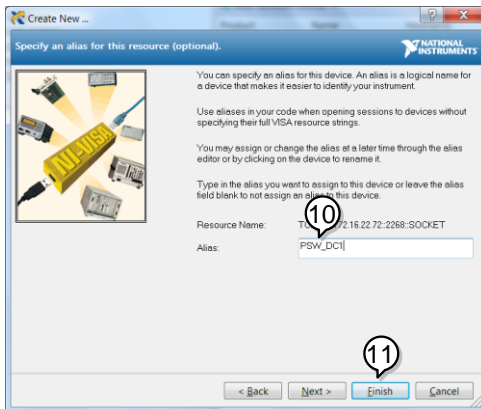 Create New ...
Specify an alias for this resource (optional).
NATIONAL
INSTRUMENTS
You can specify an alias for this device. An alias is a logical name for
a device that makes it easier to identify your instrument.
Use aliases in your code when opening sessions to devices without
specifying their full VISA resource strings.
You may assign or change the alias at a later time through the alias
editor or by clicking on the device to rename it.
Type in the alias you want to assign to this device or leave the alias
field blank to not assign an alias to this device.
NI-VISA
10
Resource Name: 72.16.22.72::2268::SOCKET
Alias: PSW_DC1
11
< Back Next > Finish Cancel